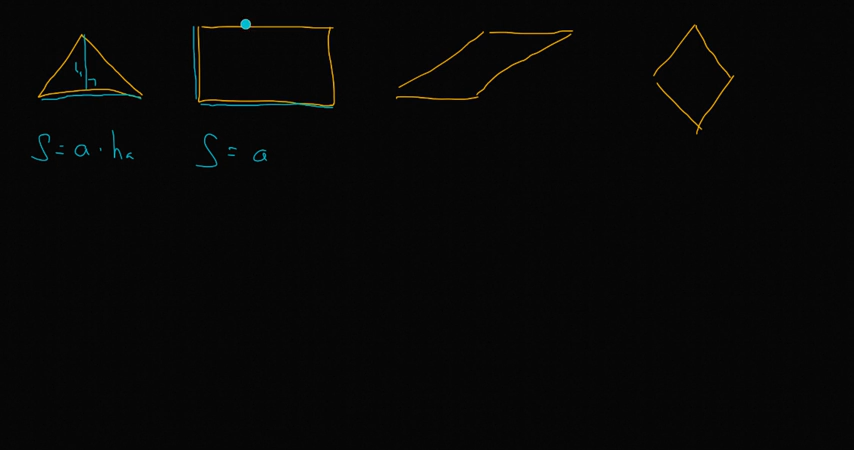 h
S = a · hₐ
S = a